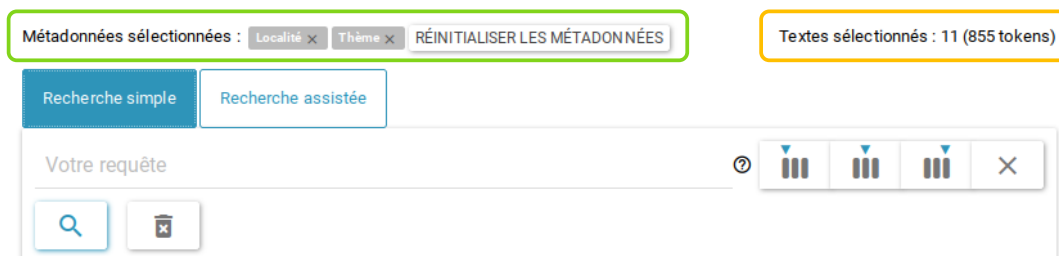 Métadonnées sélectionnées : Localité × Thème × RÉINITIALISER LES MÉTADONNÉES
Textes sélectionnés : 11 (855 tokens)
Recherche simple
Recherche assistée
Votre requête